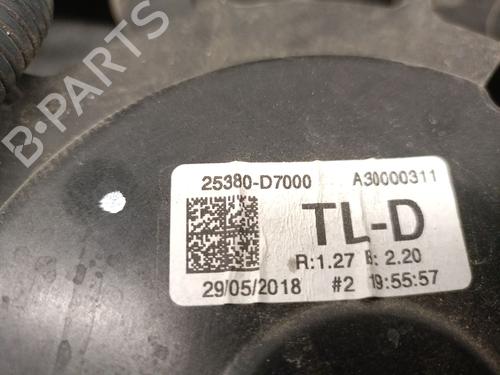 B-PARTS
25380-D7000 A30000311
TL-D
R:1.27 B: 2.20
29/05/2018 #2 19:55:57